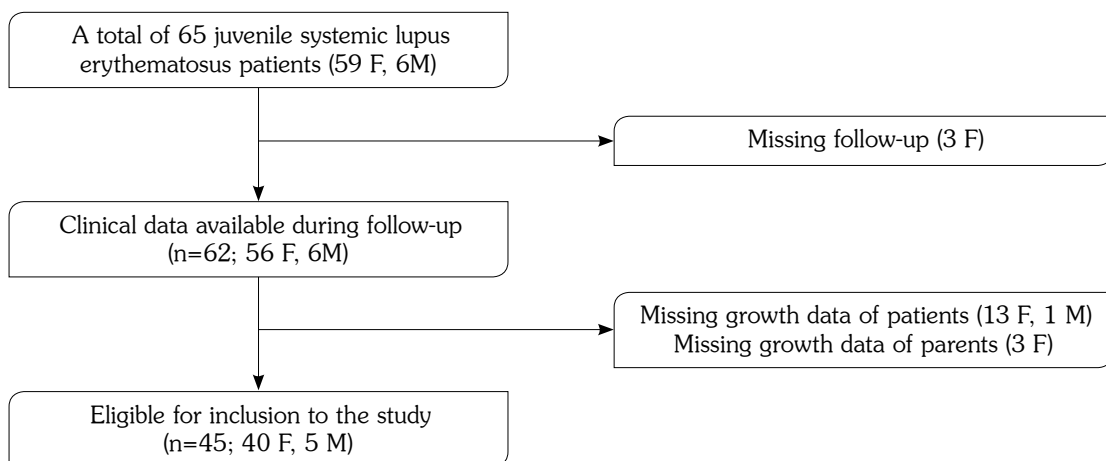 A total of 65 juvenile systemic lupus
erythematosus patients (59 F, 6M)
Missing follow-up (3 F)
Clinical data available during follow-up
(n=62; 56 F, 6M)
Missing growth data of patients (13 F, 1 M)
Missing growth data of parents (3 F)
Eligible for inclusion to the study
(n=45; 40 F, 5 M)